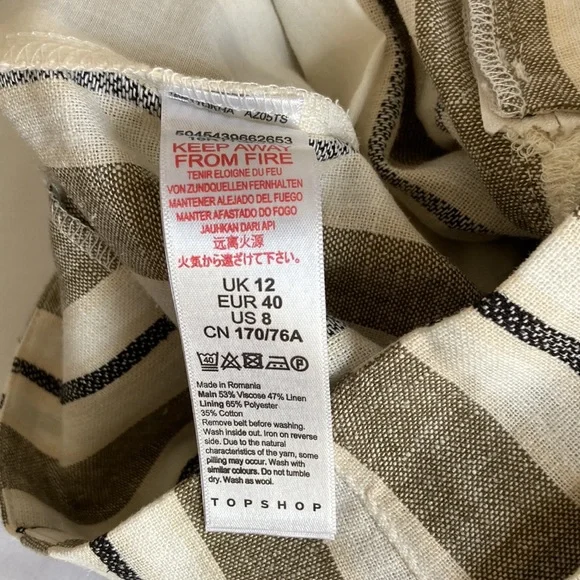 AZ05TS
5045439662653
KEEP AWAY
FROM FIRE
TENIR ELOIGNE DU FEU
VON ZUNDQUELLEN FERNHALTEN
MANTENER ALEJADO DEL FUEGO
MANTER AFASTADO DO FOGO
JAUHKAN DARI API
远离火源
火気から遠ざけて下さい。
UK 12
EUR 40
US 8
CN 170/76A
40 P
Made in Romania
Main 53% Viscose 47% Linen
Lining 65% Polyester
35% Cotton
Remove belt before washing.
Wash inside out. Iron on reverse
side. Due to the natural
characteristics of the yarn, some
pilling may occur. Wash with
similar colours. Do not tumble
dry. Wash as wool.
TOPSHOP